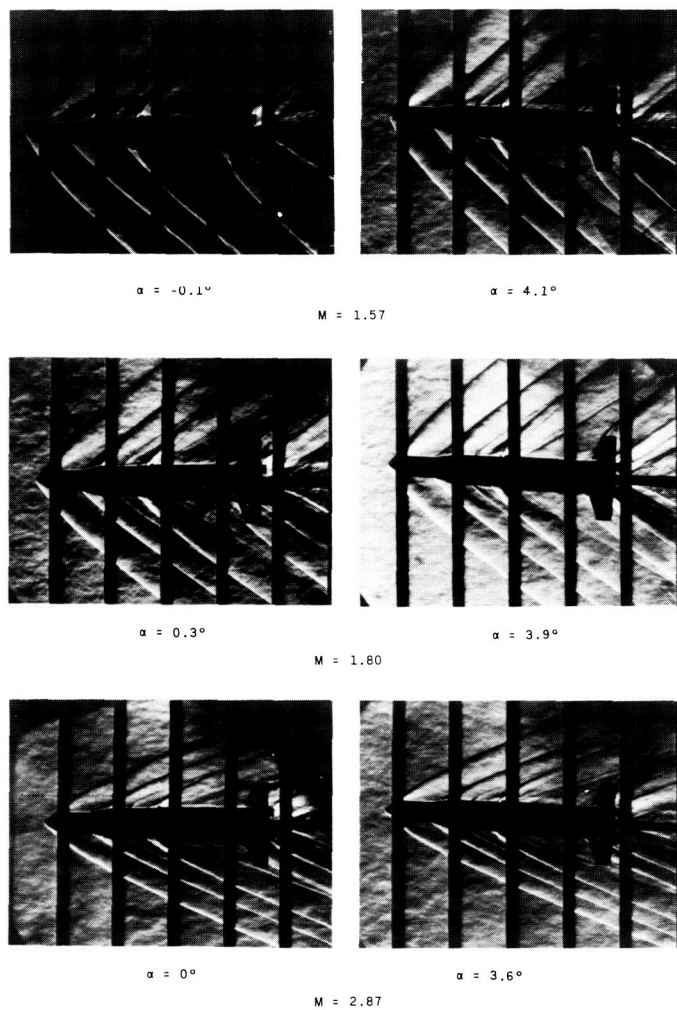 α = -0.1° α = 4.1°
M = 1.57
α = 0.3° α = 3.9°
M = 1.80
α = 0° α = 3.6°
M = 2.87